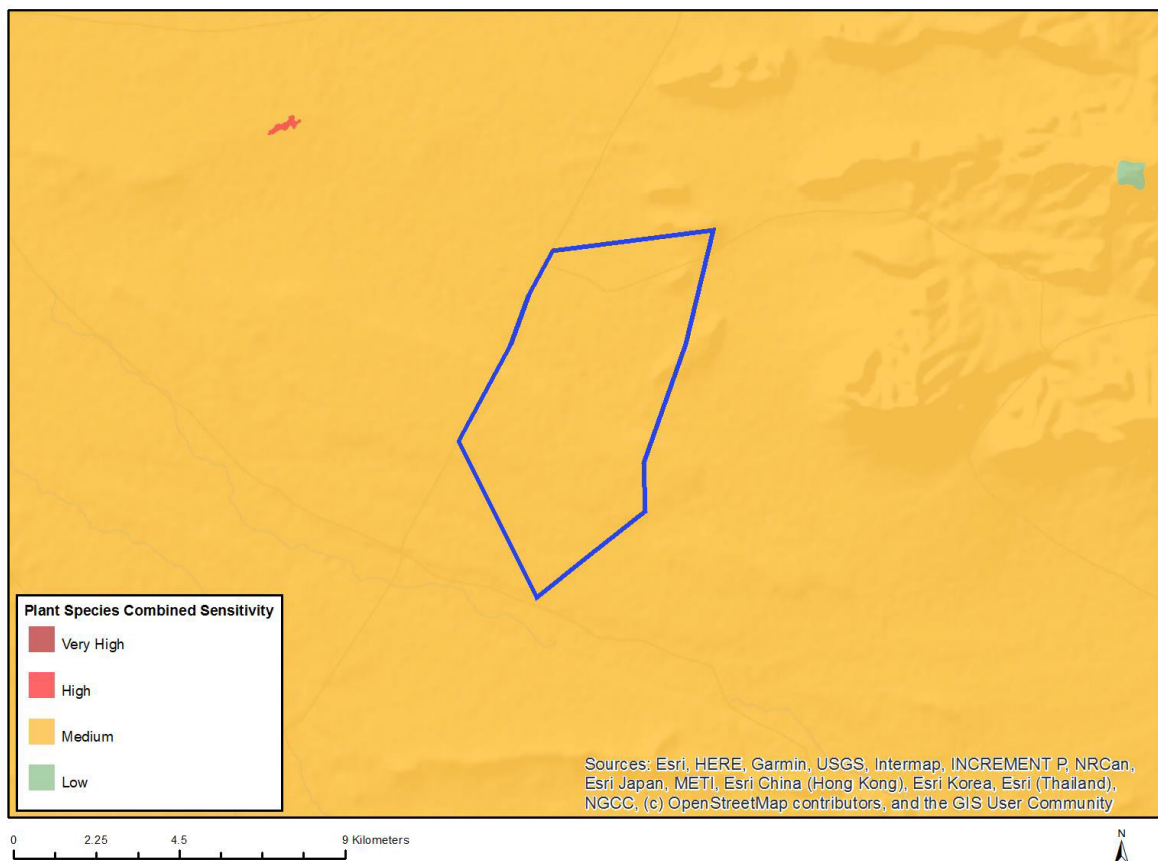 Plant Species Combined Sensitivity
Very High
High
Medium
Low
Sources: Esri, HERE, Garmin, USGS, Intermap, INCREMENT P, NRCan,
Esri Japan, METI, Esri China (Hong Kong), Esri Korea, Esri (Thailand),
NGCC, (c) OpenStreetMap contributors, and the GIS User Community
0 2.25 4.5 9 Kilometers
N